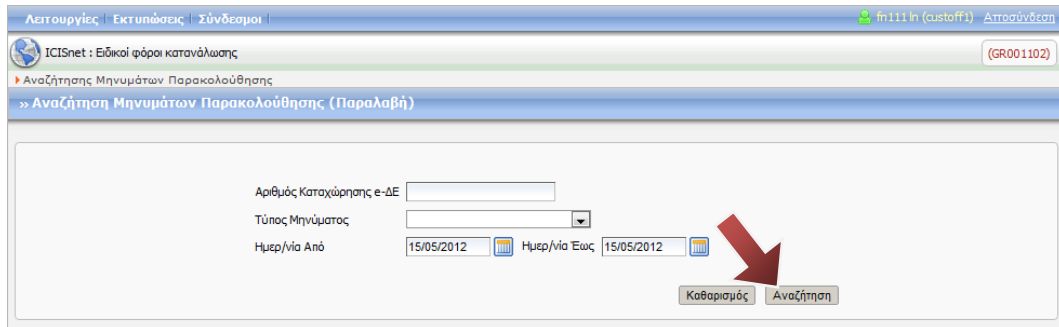 Λειτουργίες | Εκτυπώσεις | Σύνδεσμοι | fn111 ln (custoff1) Αποσύνδεση
ICISnet : Ειδικοί φόροι κατανάλωσης (GR001102)
Αναζήτησης Μηνυμάτων Παρακολούθησης
» Αναζήτηση Μηνυμάτων Παρακολούθησης (Παραλαβή)
Αριθμός Καταχώρησης e-ΔΕ
Τύπος Μηνύματος
Ημερ/νία Από 15/05/2012 Ημερ/νία Έως 15/05/2012
Καθαρισμός Αναζήτηση